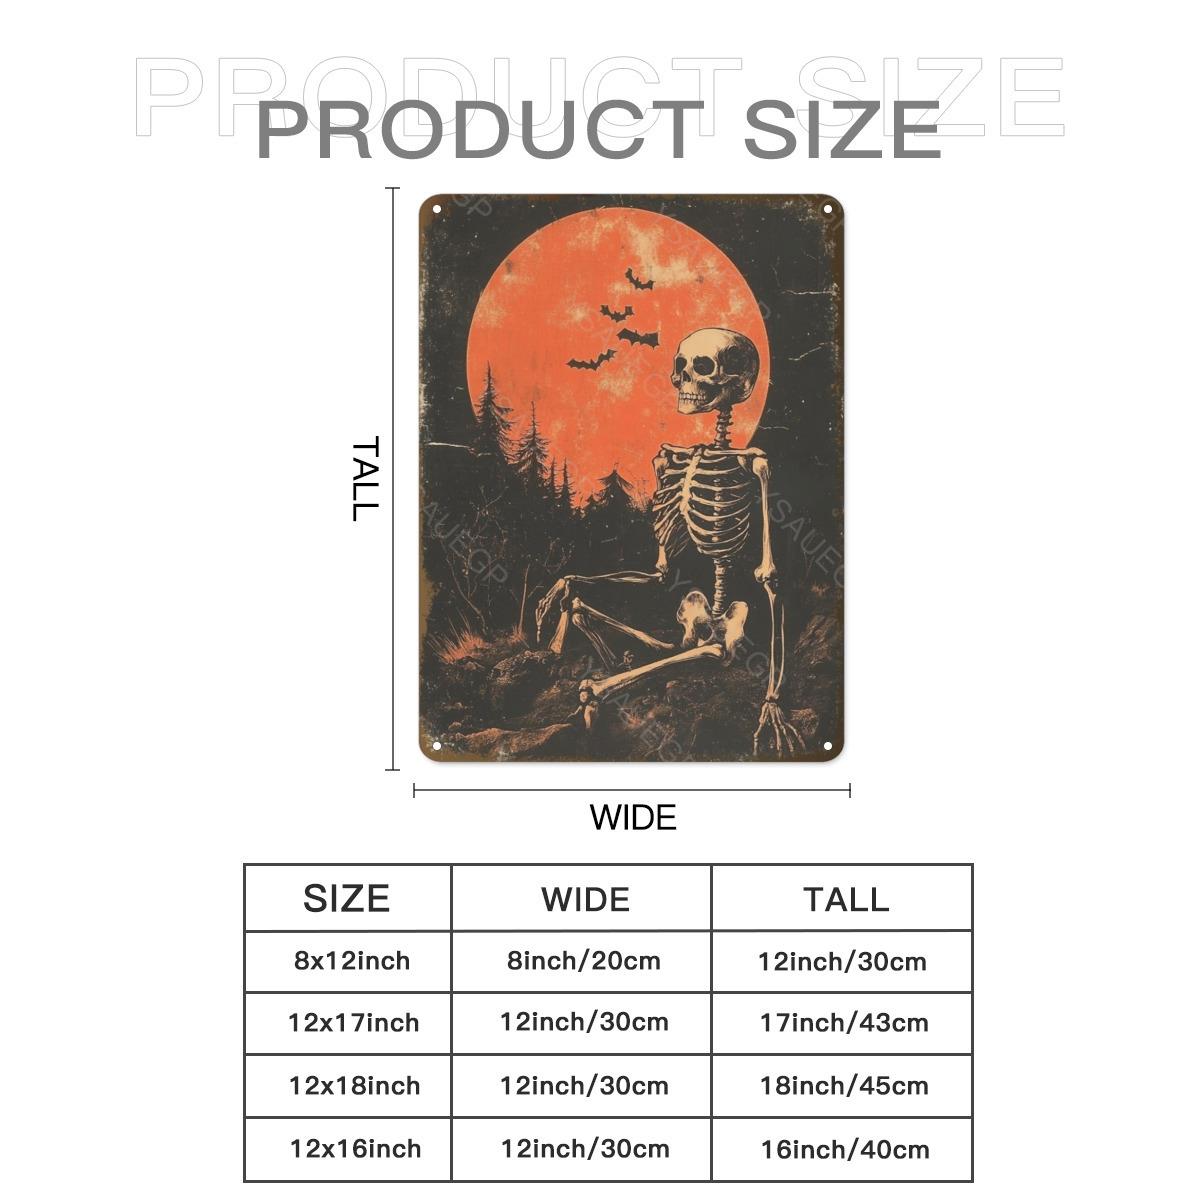 PRODUCT SIZE
PRODUCT SIZE
TALL
YSAUEGP
WIDE
SIZE WIDE TALL
8x12inch 8inch/20cm 12inch/30cm
12x17inch 12inch/30cm 17inch/43cm
12x18inch 12inch/30cm 18inch/45cm
12x16inch 12inch/30cm 16inch/40cm